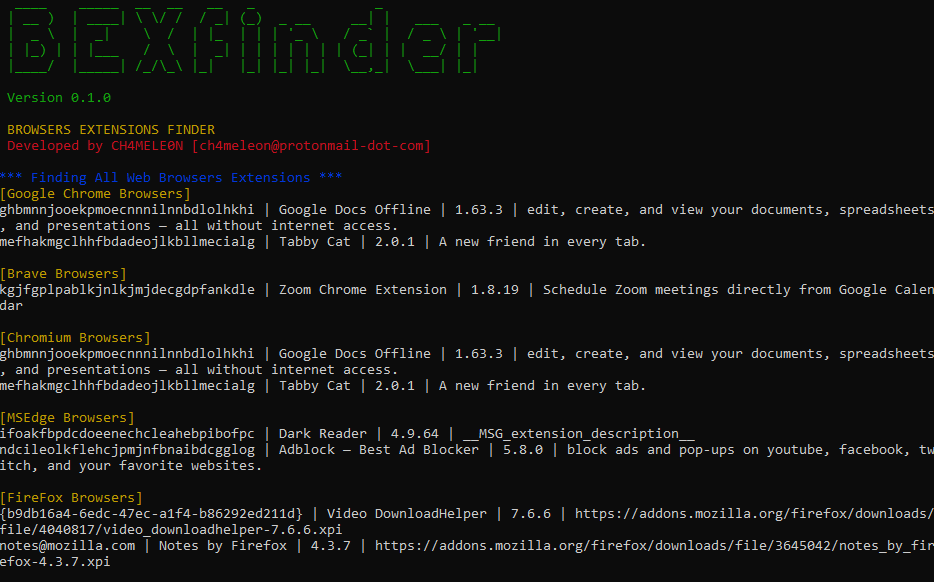 BEXfinder
Version 0.1.0
BROWSERS EXTENSIONS FINDER
Developed by CH4MELE0N [ch4meleon@protonmail-dot-com]
*** Finding All Web Browsers Extensions ***
[Google Chrome Browsers]
ghbmnnjooekpmoecnnnilnnbdlolhkhi | Google Docs Offline | 1.63.3 | edit, create, and view your documents, spreadsheets
, and presentations — all without internet access.
mefhakmgclhhfbdadeojlkbllmecialg | Tabby Cat | 2.0.1 | A new friend in every tab.
[Brave Browsers]
kgjfgplpablkjnlkjmjdecgdpfankdle | Zoom Chrome Extension | 1.8.19 | Schedule Zoom meetings directly from Google Calen
dar
[Chromium Browsers]
ghbmnnjooekpmoecnnnilnnbdlolhkhi | Google Docs Offline | 1.63.3 | edit, create, and view your documents, spreadsheets
, and presentations — all without internet access.
mefhakmgclhhfbdadeojlkbllmecialg | Tabby Cat | 2.0.1 | A new friend in every tab.
[MSEdge Browsers]
ifoakfbpdcdoeenechcleahebpibofpc | Dark Reader | 4.9.64 | __MSG_extension_description__
ndcileolkflehcjpmjnfbnaibdcgglog | Adblock — Best Ad Blocker | 5.8.0 | block ads and pop-ups on youtube, facebook, tw
itch, and your favorite websites.
[FireFox Browsers]
{b9db16a4-6edc-47ec-a1f4-b86292ed211d} | Video DownloadHelper | 7.6.6 | https://addons.mozilla.org/firefox/downloads/
file/4040817/video_downloadhelper-7.6.6.xpi
notes@mozilla.com | Notes by Firefox | 4.3.7 | https://addons.mozilla.org/firefox/downloads/file/3645042/notes_by_fir
efox-4.3.7.xpi